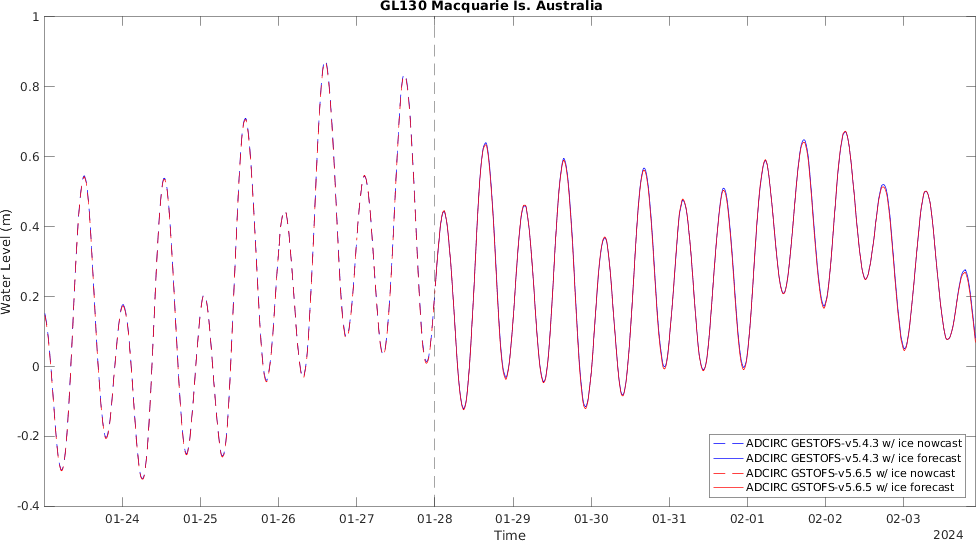 GL130 Macquarie Is. Australia
Water Level (m)
1
0.8
0.6
0.4
0.2
0
-0.2
-0.4
01-24 01-25 01-26 01-27 01-28 01-29 01-30 01-31 02-01 02-02 02-03
Time
2024
ADCIRC GESTOFS-v5.4.3 w/ ice nowcast
ADCIRC GESTOFS-v5.4.3 w/ ice forecast
ADCIRC GSTOFS-v5.6.5 w/ ice nowcast
ADCIRC GSTOFS-v5.6.5 w/ ice forecast